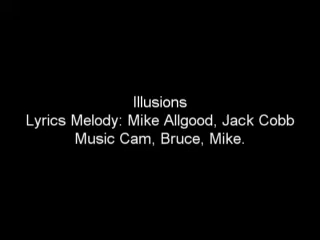 Illusions
Lyrics Melody: Mike Allgood, Jack Cobb
Music Cam, Bruce, Mike.